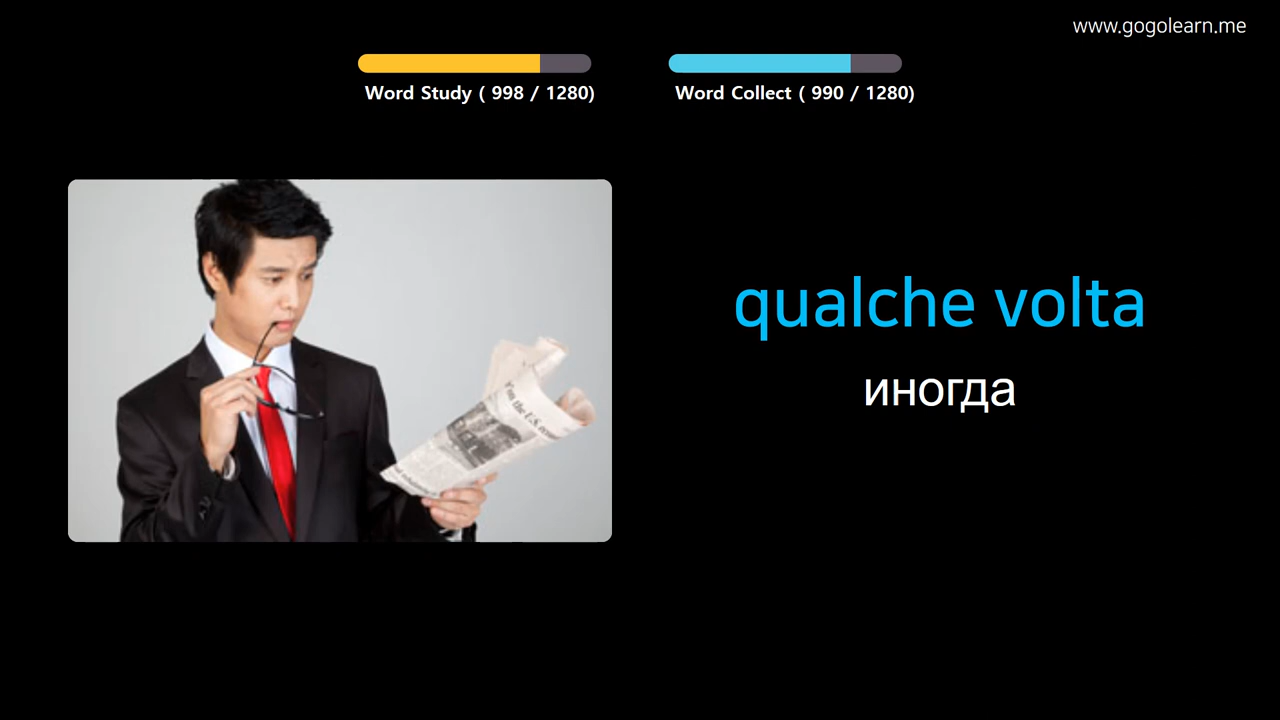 www.gogolearn.me
Word Study ( 998 / 1280)
Word Collect ( 990 / 1280)
qualche volta
иногда